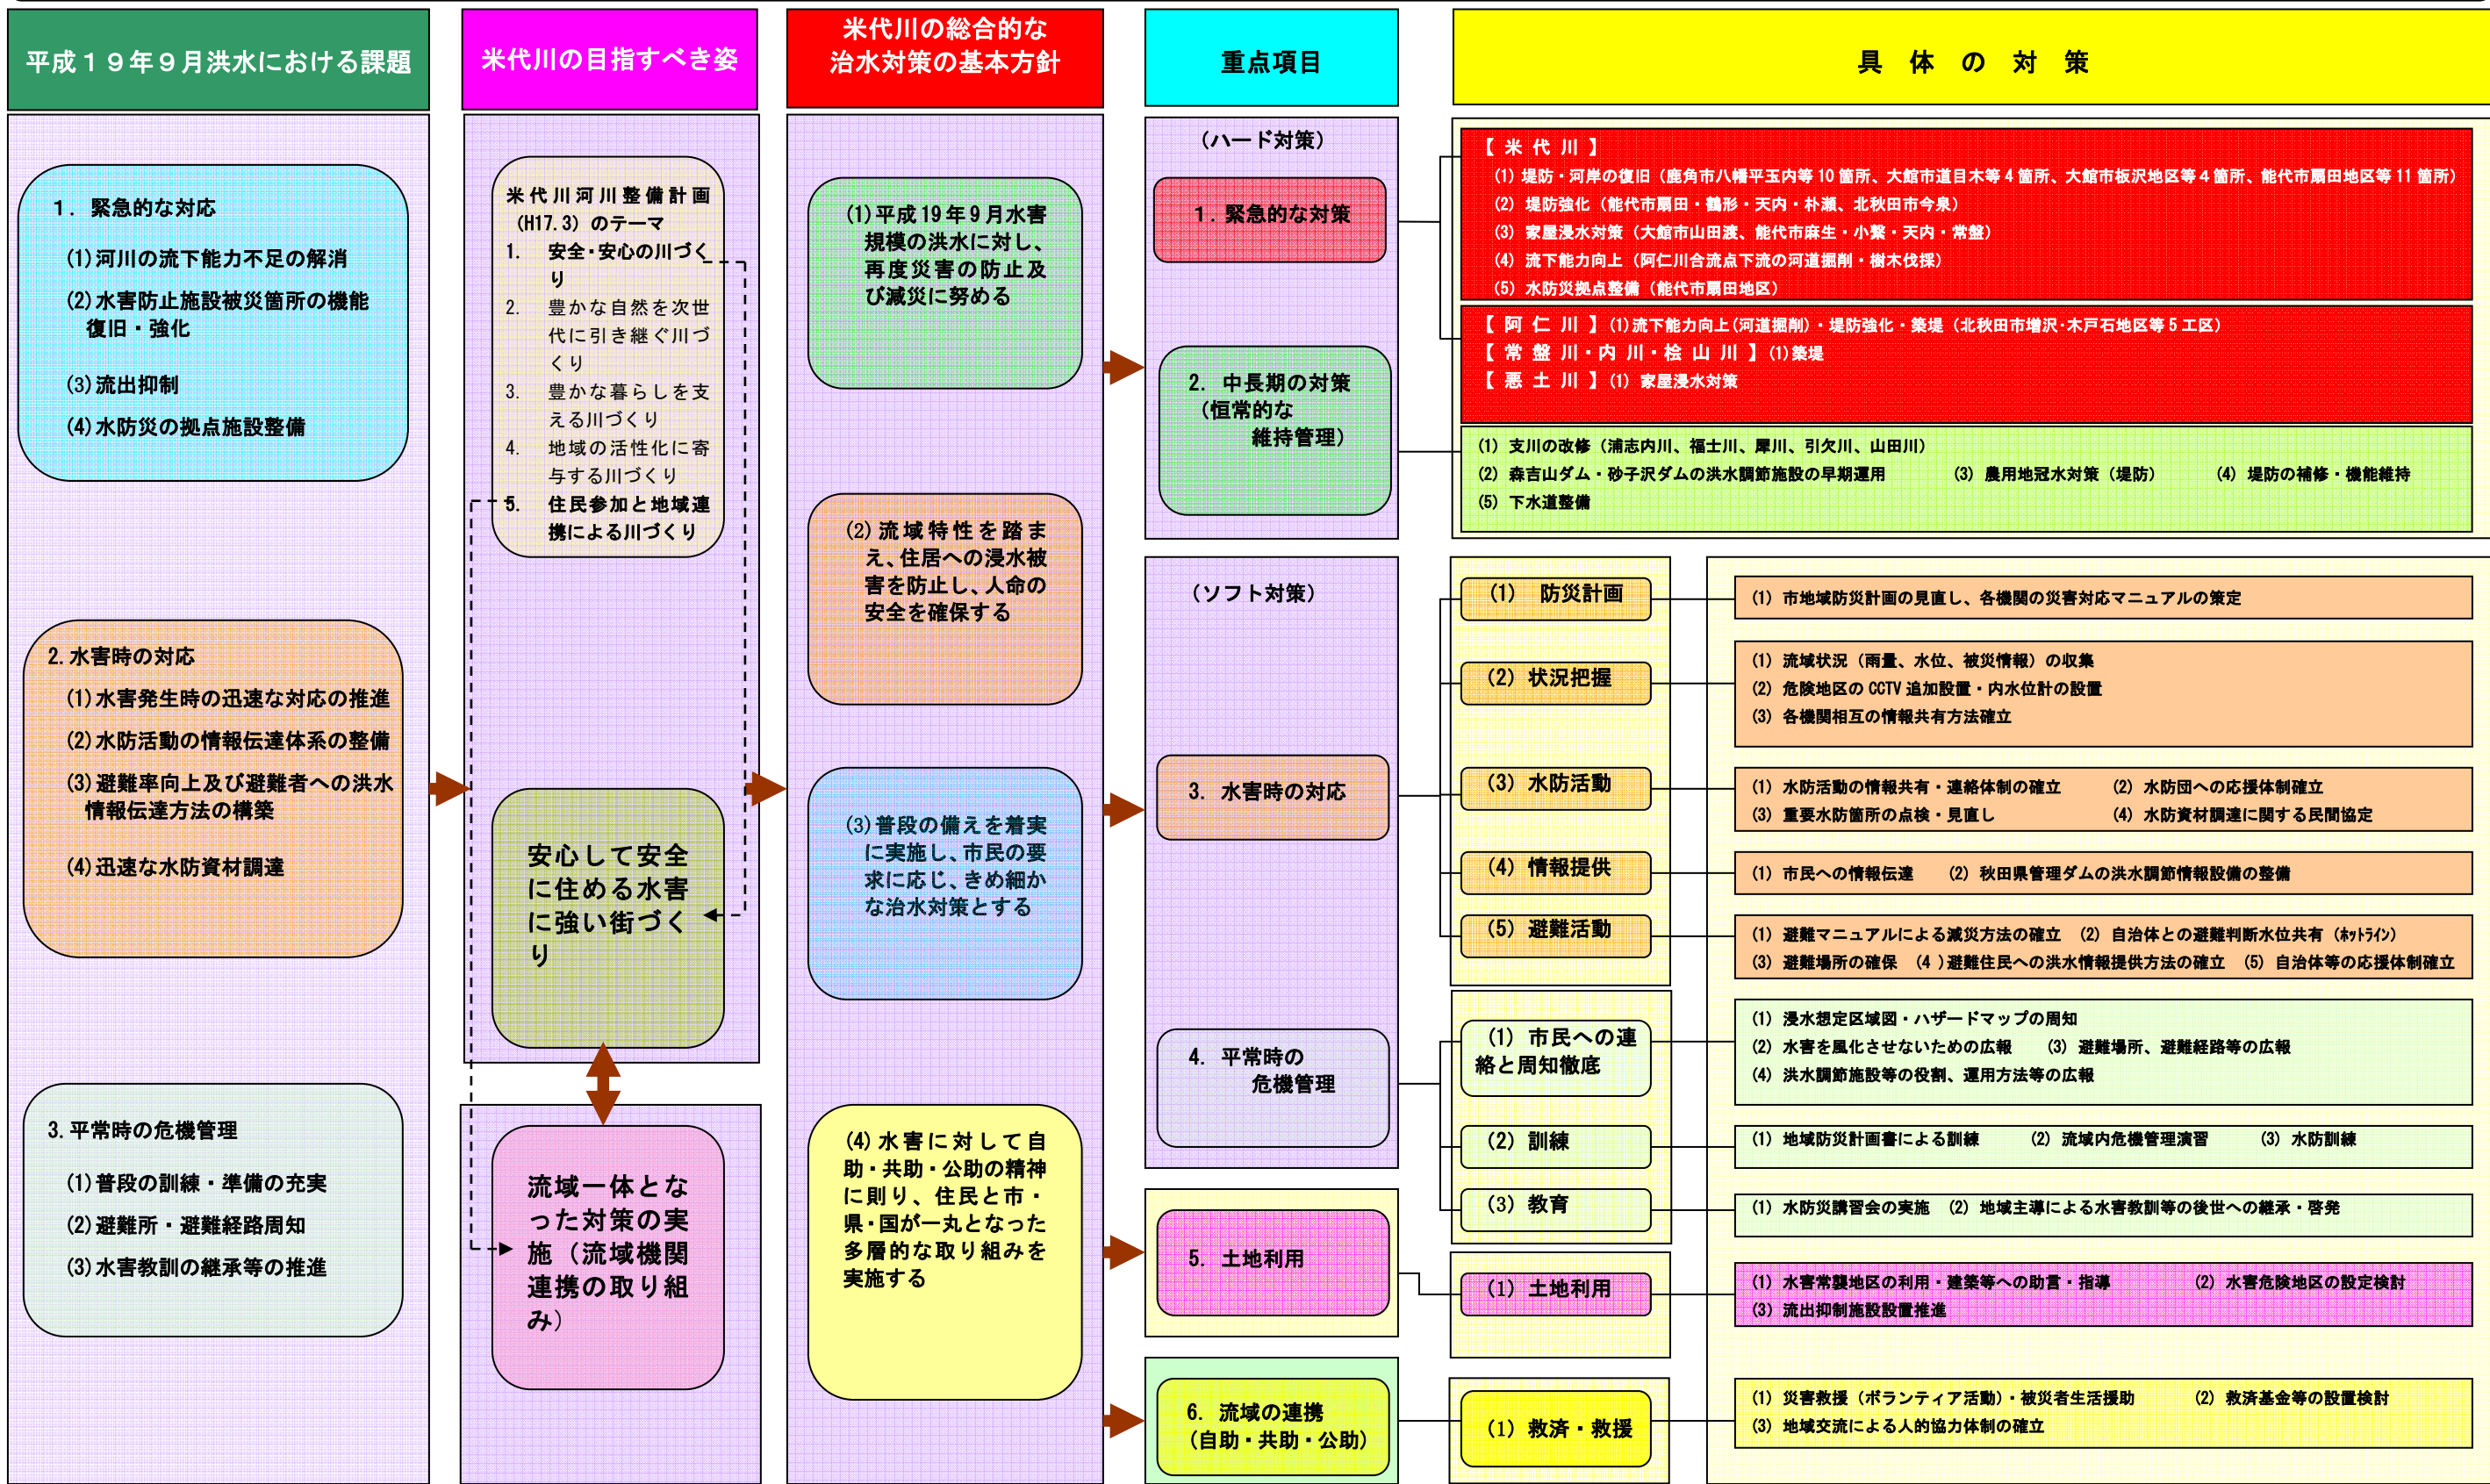 平成１９年９月洪水における課題
１. 緊急的な対応
(1)河川の流下能力不足の解消
(2)水害防止施設被災箇所の機能
復旧・強化
(3)流出抑制
(4)水防災の拠点施設整備
2.水害時の対応
(1)水害発生時の迅速な対応の推進
(2)水防活動の情報伝達体系の整備
(3)避難率向上及び避難者への洪水
情報伝達方法の構築
(4)迅速な水防資材調達
3.平常時の危機管理
(1)普段の訓練・準備の充実
(2)避難所・避難経路周知
(3)水害教訓の継承等の推進
米代川の目指すべき姿
米代川河川整備計画
(H17.3) のテーマ
1. 安全・安心の川づく
り
2. 豊かな自然を次世
代に引き継ぐ川づ
くり
3. 豊かな暮らしを支
える川づくり
4. 地域の活性化に寄
与する川づくり
5. 住民参加と地域連
携による川づくり
安心して安全
に住める水害
に強い街づく
り
流域一体とな
った対策の実
施（流域機関
連携の取り組
み）
米代川の総合的な
治水対策の基本方針
(1)平成19年9月水害
規模の洪水に対し、
再度災害の防止及
び減災に努める
(2)流域特性を踏ま
え、住居への浸水被
害を防止し、人命の
安全を確保する
(3)普段の備えを着実
に実施し、市民の要
求に応じ、きめ細か
な治水対策とする
(4)水害に対して自
助・共助・公助の精神
に則り、住民と市・
県・国が一丸となった
多層的な取り組みを
実施する
重点項目
（ハード対策）
１.緊急的な対策
2. 中長期の対策
（恒常的な
維持管理）
（ソフト対策）
3. 水害時の対応
4. 平常時の
危機管理
5. 土地利用
6. 流域の連携
(自助・共助・公助)
具 体 の 対 策
【 米 代 川 】
(1) 堤防・河岸の復旧（鹿角市八幡平玉内等10箇所、大館市道目木等4箇所、大館市板沢地区等４箇所、能代市扇田地区等11箇所）
(2) 堤防強化（能代市扇田・鶴形・天内・朴瀬、北秋田市今泉）
(3) 家屋浸水対策（大館市山田渡、能代市麻生・小繋・天内・常盤）
(4) 流下能力向上（阿仁川合流点下流の河道掘削・樹木伐採）
(5) 水防災拠点整備（能代市扇田地区）
【 阿 仁 川 】(1)流下能力向上(河道掘削)・堤防強化・築堤（北秋田市増沢・木戸石地区等5工区）
【 常 盤 川・内 川・桧 山 川 】(1)築堤
【 悪 土 川 】(1) 家屋浸水対策
(1) 支川の改修（浦志内川、福士川、犀川、引欠川、山田川）
(2) 森吉山ダム・砂子沢ダムの洪水調節施設の早期運用 (3) 農用地冠水対策（堤防） (4) 堤防の補修・機能維持
(5) 下水道整備
(1) 防災計画
(1) 市地域防災計画の見直し、各機関の災害対応マニュアルの策定
(2) 状況把握
(1) 流域状況（雨量、水位、被災情報）の収集
(2) 危険地区のCCTV追加設置・内水位計の設置
(3) 各機関相互の情報共有方法確立
(3) 水防活動
(1) 水防活動の情報共有・連絡体制の確立 (2) 水防団への応援体制確立
(3) 重要水防箇所の点検・見直し (4) 水防資材調達に関する民間協定
(4) 情報提供
(1) 市民への情報伝達 (2) 秋田県管理ダムの洪水調節情報設備の整備
(5) 避難活動
(1) 避難マニュアルによる減災方法の確立 (2) 自治体との避難判断水位共有（ﾎｯﾄﾗｲﾝ）
(3) 避難場所の確保 (4 )避難住民への洪水情報提供方法の確立 (5) 自治体等の応援体制確立
(1) 市民への連
絡と周知徹底
(1) 浸水想定区域図・ハザードマップの周知
(2) 水害を風化させないための広報 (3) 避難場所、避難経路等の広報
(4) 洪水調節施設等の役割、運用方法等の広報
(2) 訓練
(1) 地域防災計画書による訓練 (2) 流域内危機管理演習 (3) 水防訓練
(3) 教育
(1) 水防災講習会の実施 (2) 地域主導による水害教訓等の後世への継承・啓発
(1) 土地利用
(1) 水害常襲地区の利用・建築等への助言・指導 (2) 水害危険地区の設定検討
(3) 流出抑制施設設置推進
(1) 救済・救援
(1) 災害救援（ボランティア活動）・被災者生活援助 (2) 救済基金等の設置検討
(3) 地域交流による人的協力体制の確立